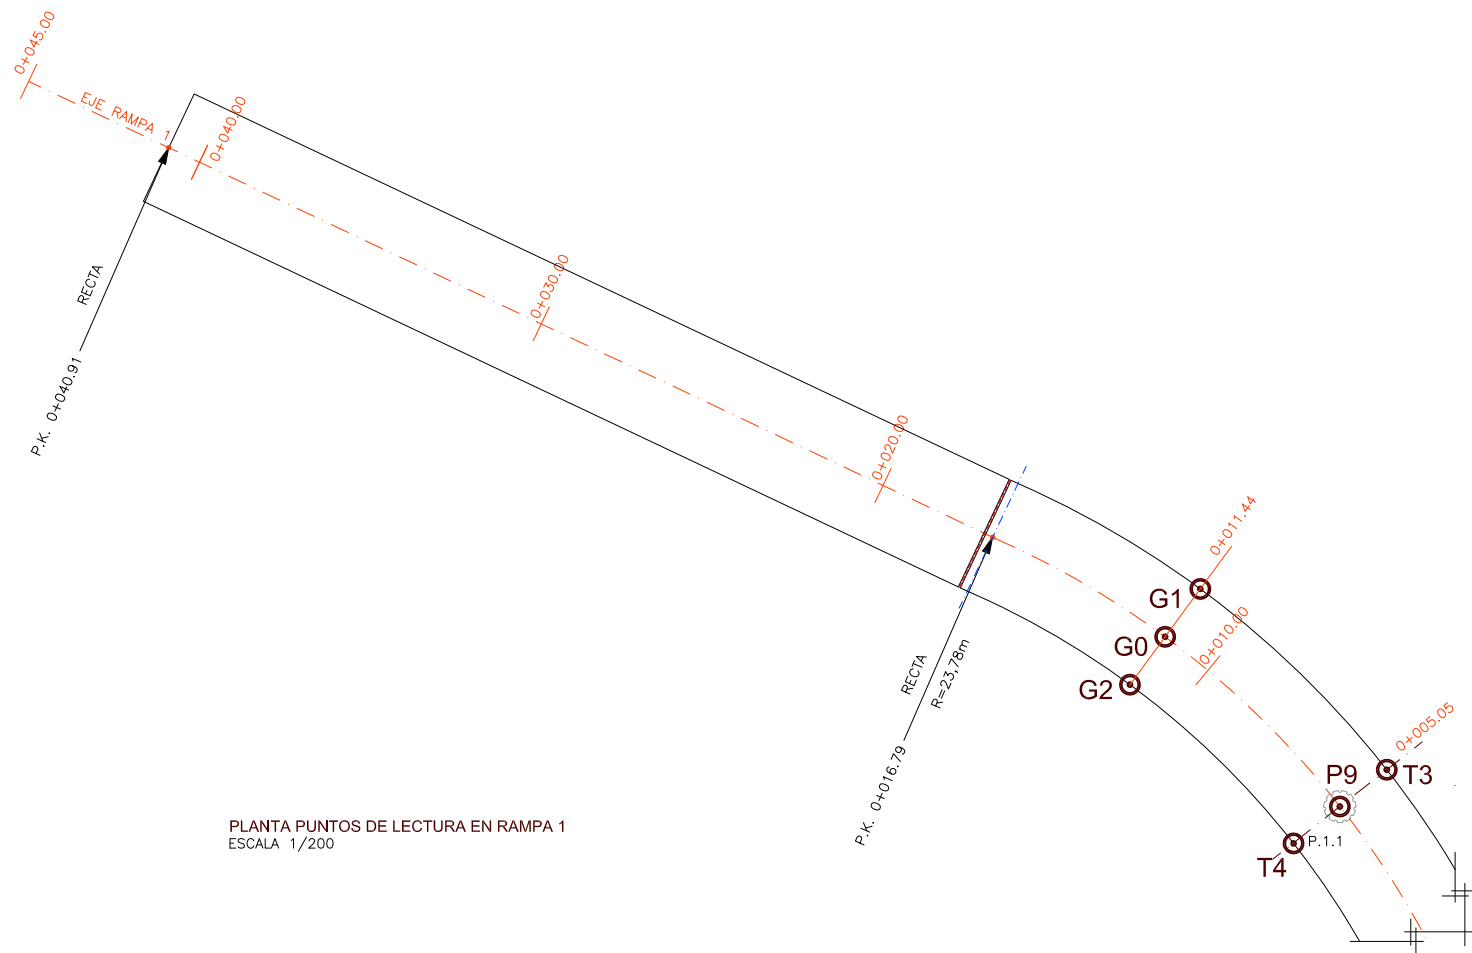 0+045.00
EJE RAMPA 1
0+040.00
RECTA
P.K. 0+040.91
0+030.00
0+020.00
RECTA
R=23,78m
P.K. 0+016.79
0+011.44
G1
G0
G2
0+010.00
0+005.05
P9
T3
P.1.1
T4
PLANTA PUNTOS DE LECTURA EN RAMPA 1
ESCALA 1/200